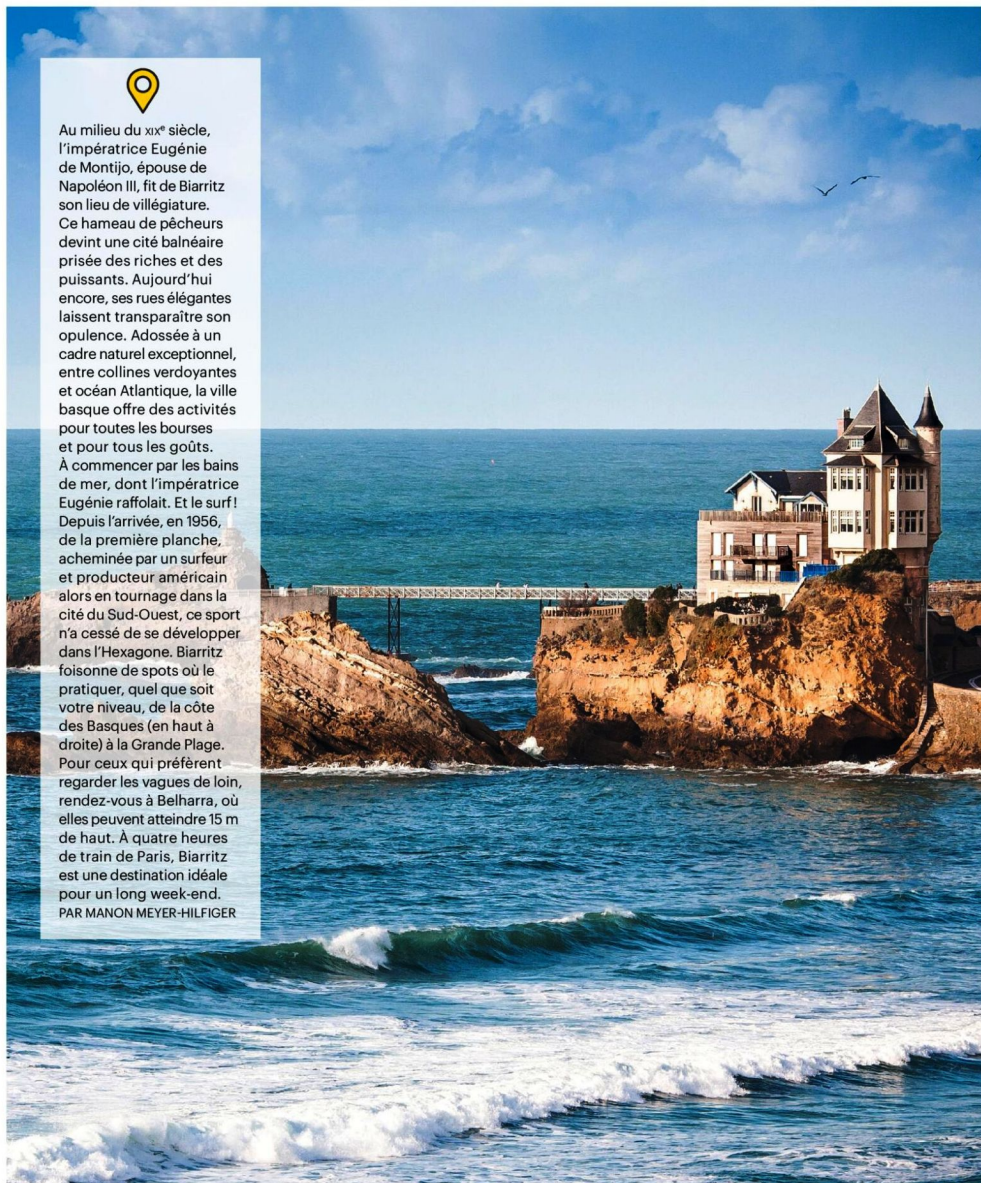 Au milieu du XIXᵉ siècle,
l'impératrice Eugénie
de Montijo, épouse de
Napoléon III, fit de Biarritz
son lieu de villégiature.
Ce hameau de pêcheurs
devint une cité balnéaire
prisée des riches et des
puissants. Aujourd'hui
encore, ses rues élégantes
laissent transparaître son
opulence. Adossée à un
cadre naturel exceptionnel,
entre collines verdoyantes
et océan Atlantique, la ville
basque offre des activités
pour toutes les bourses
et pour tous les goûts.
À commencer par les bains
de mer, dont l'impératrice
Eugénie raffolait. Et le surf !
Depuis l'arrivée, en 1956,
de la première planche,
acheminée par un surfeur
et producteur américain
alors en tournage dans la
cité du Sud-Ouest, ce sport
n'a cessé de se développer
dans l'Hexagone. Biarritz
foisonne de spots où le
pratiquer, quel que soit
votre niveau, de la côte
des Basques (en haut à
droite) à la Grande Plage.
Pour ceux qui préfèrent
regarder les vagues de loin,
rendez-vous à Belharra, où
elles peuvent atteindre 15 m
de haut. À quatre heures
de train de Paris, Biarritz
est une destination idéale
pour un long week-end.
PAR MANON MEYER-HILFIGER